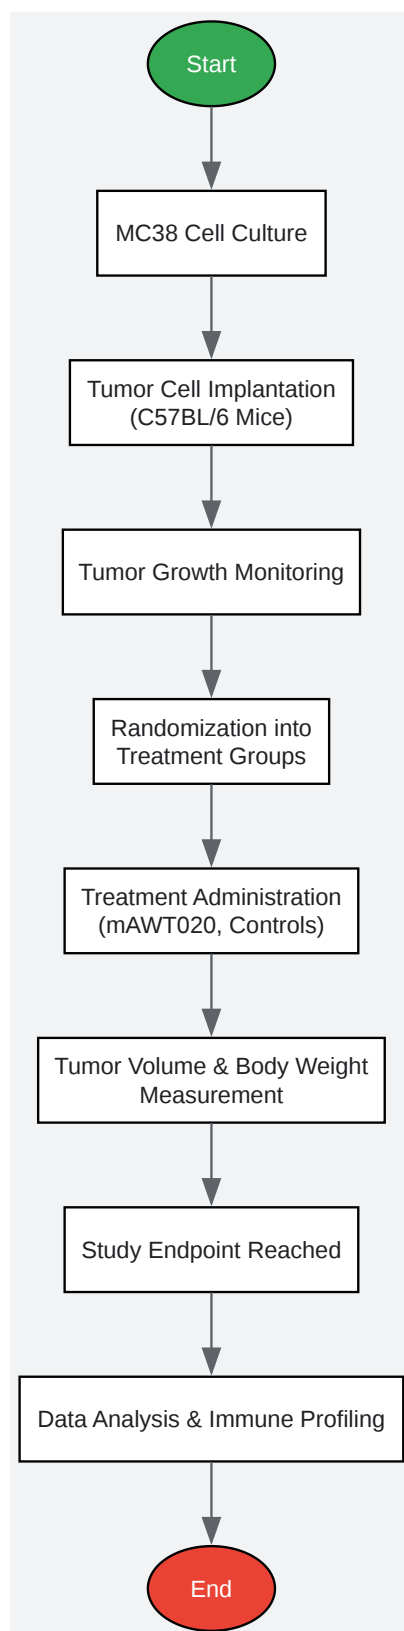 Start
MC38 Cell Culture
Tumor Cell Implantation
(C57BL/6 Mice)
Tumor Growth Monitoring
Randomization into
Treatment Groups
Treatment Administration
(mAWT020, Controls)
Tumor Volume & Body Weight
Measurement
Study Endpoint Reached
Data Analysis & Immune Profiling
End